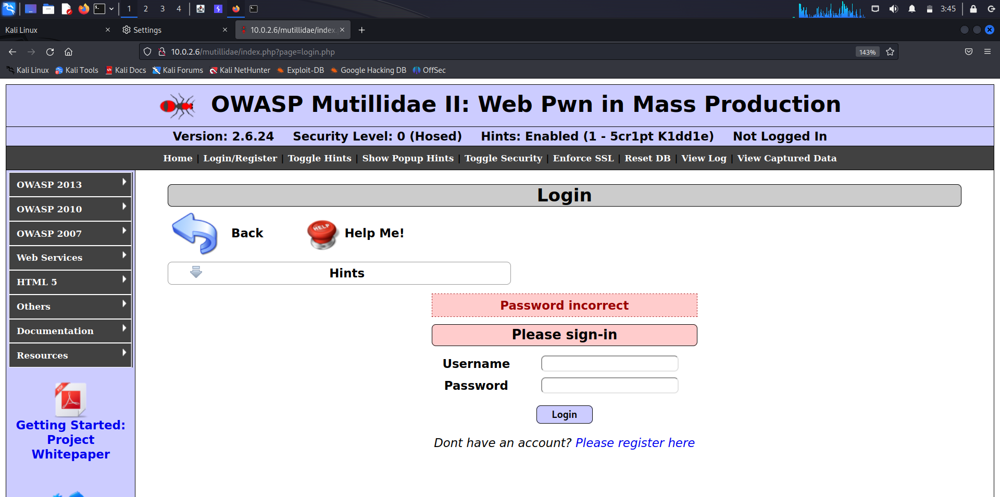 1 2 3 4 3:45
Kali Linux Settings 10.0.2.6/mutillidae/index.
10.0.2.6/mutillidae/index.php?page=login.php 143%
Kali Linux Kali Tools Kali Docs Kali Forums Kali NetHunter Exploit-DB Google Hacking DB OffSec
OWASP Mutillidae II: Web Pwn in Mass Production
Version: 2.6.24 Security Level: 0 (Hosed) Hints: Enabled (1 - 5cr1pt K1dd1e) Not Logged In
Home | Login/Register | Toggle Hints | Show Popup Hints | Toggle Security | Enforce SSL | Reset DB | View Log | View Captured Data
OWASP 2013
OWASP 2010
OWASP 2007
Web Services
HTML 5
Others
Documentation
Resources
PDF
Getting Started:
Project
Whitepaper
Login
Back HELP Help Me!
Hints
Password incorrect
Please sign-in
Username
Password
Login
Dont have an account? Please register here